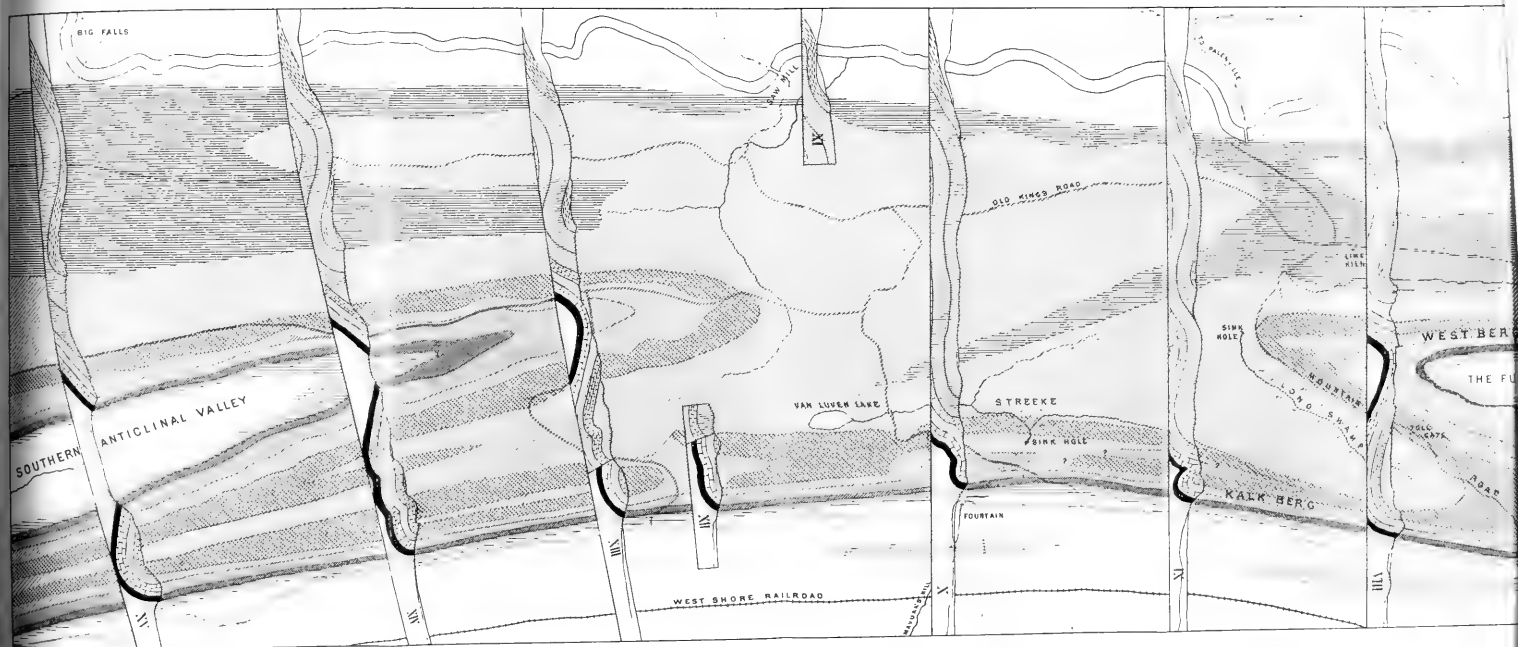 BIG FALLS
SAW MILL
TO PALENVILLE
XI
OLD KINGS ROAD
LIME KILN
SINK HOLE
WEST BERG
THE FU
MOUNTAIN
LONG SWAMP
TOLL GATE
ROAD
VAN LUVEN LAKE
STREEKE
SINK HOLE
?
?
?
SOUTHERN ANTICLINAL VALLEY
KALK BERG
FOUNTAIN
WEST SHORE RAILROAD
XV
XIV
XIII
XII
X
IX
VIII